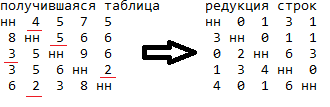 получившаяся таблица редукция строк
нн 4 5 7 5 нн 0 1 3 1
8 нн 5 6 6 3 нн 0 1 1
3 5 нн 9 6 0 2 нн 6 3
3 5 6 нн 2 1 3 4 нн 0
6 2 3 8 нн 4 0 1 6 нн